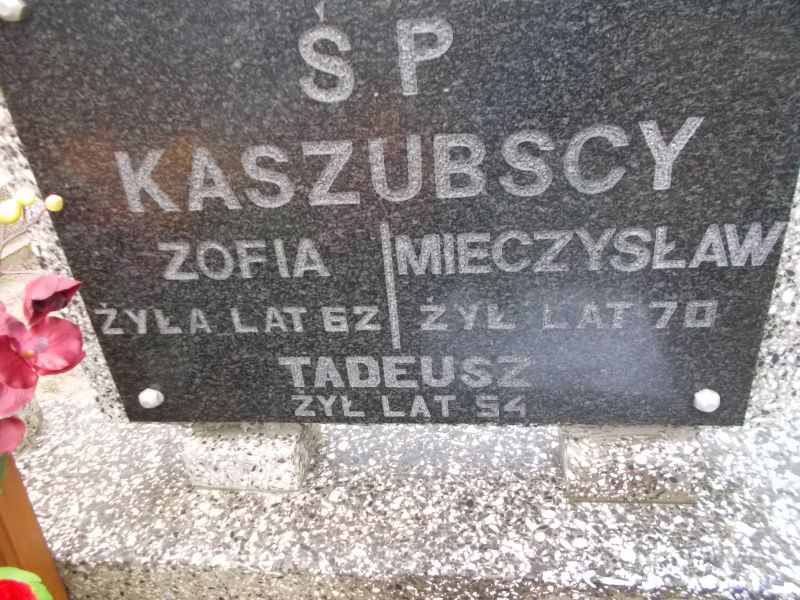 Ś P
KASZUBSCY
ZOFIA MIECZYSŁAW
ŻYŁA LAT 62 ŻYŁ LAT 70
TADEUSZ
ŻYŁ LAT 54